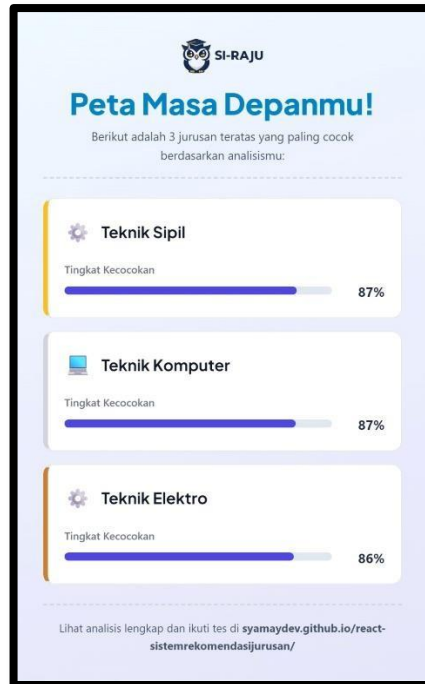 SI-RAJU
Peta Masa Depanmu!
Berikut adalah 3 jurusan teratas yang paling cocok
berdasarkan analisismu:
Teknik Sipil
Tingkat Kecocokan
87%
Teknik Komputer
Tingkat Kecocokan
87%
Teknik Elektro
Tingkat Kecocokan
86%
Lihat analisis lengkap dan ikuti tes di syamaydev.github.io/react-
sistemrekomendasijurusan/